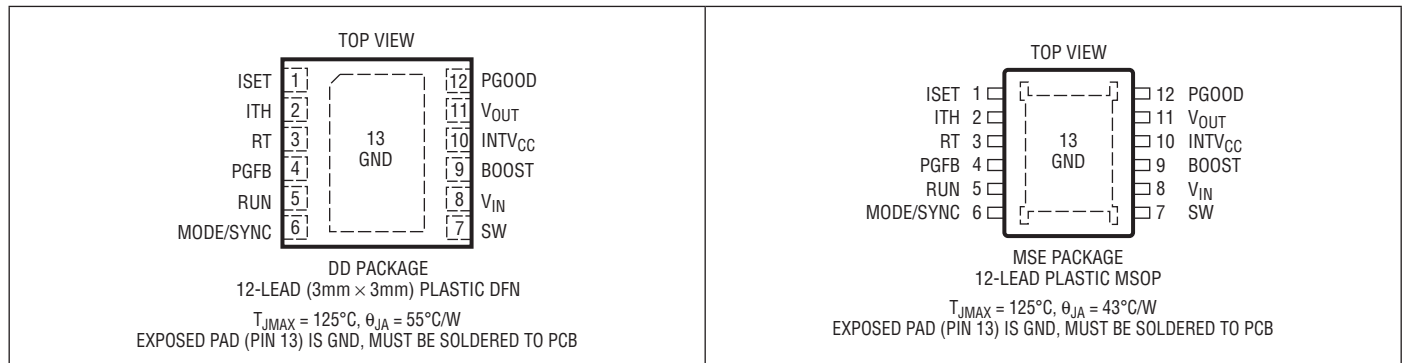 TOP VIEW
ISET 1
ITH 2
RT 3
PGFB 4
RUN 5
MODE/SYNC 6
13
GND
12 PGOOD
11 VOUT
10 INTVCC
9 BOOST
8 VIN
7 SW
DD PACKAGE
12-LEAD (3mm × 3mm) PLASTIC DFN
TJMAX = 125°C, θJA = 55°C/W
EXPOSED PAD (PIN 13) IS GND, MUST BE SOLDERED TO PCB
TOP VIEW
ISET 1
ITH 2
RT 3
PGFB 4
RUN 5
MODE/SYNC 6
13
GND
12 PGOOD
11 VOUT
10 INTVCC
9 BOOST
8 VIN
7 SW
MSE PACKAGE
12-LEAD PLASTIC MSOP
TJMAX = 125°C, θJA = 43°C/W
EXPOSED PAD (PIN 13) IS GND, MUST BE SOLDERED TO PCB